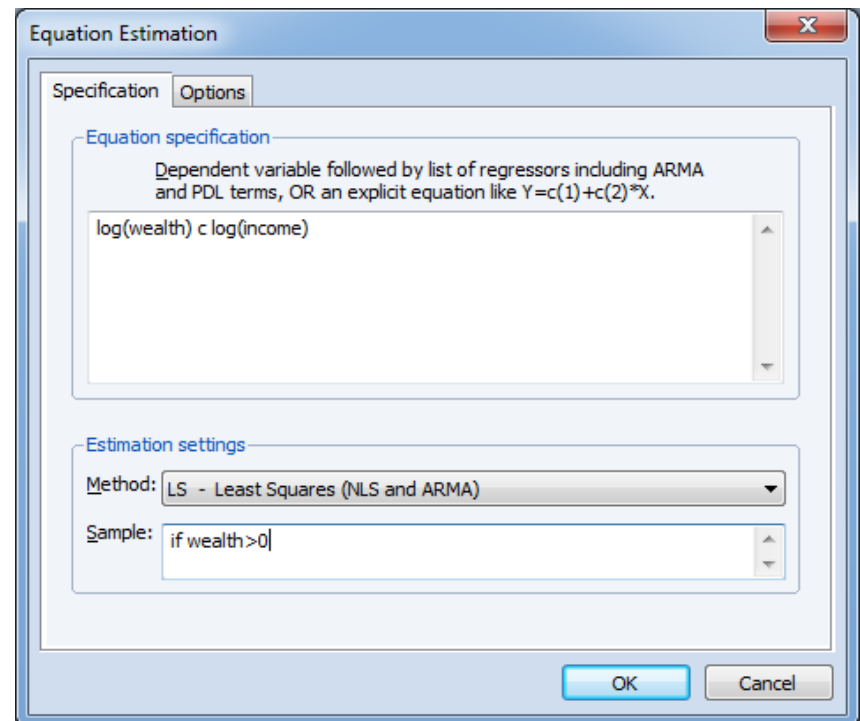 Equation Estimation
Specification Options
Equation specification
Dependent variable followed by list of regressors including ARMA
and PDL terms, OR an explicit equation like Y=c(1)+c(2)*X.
log(wealth) c log(income)
Estimation settings
Method: LS - Least Squares (NLS and ARMA)
Sample: if wealth>0
OK Cancel